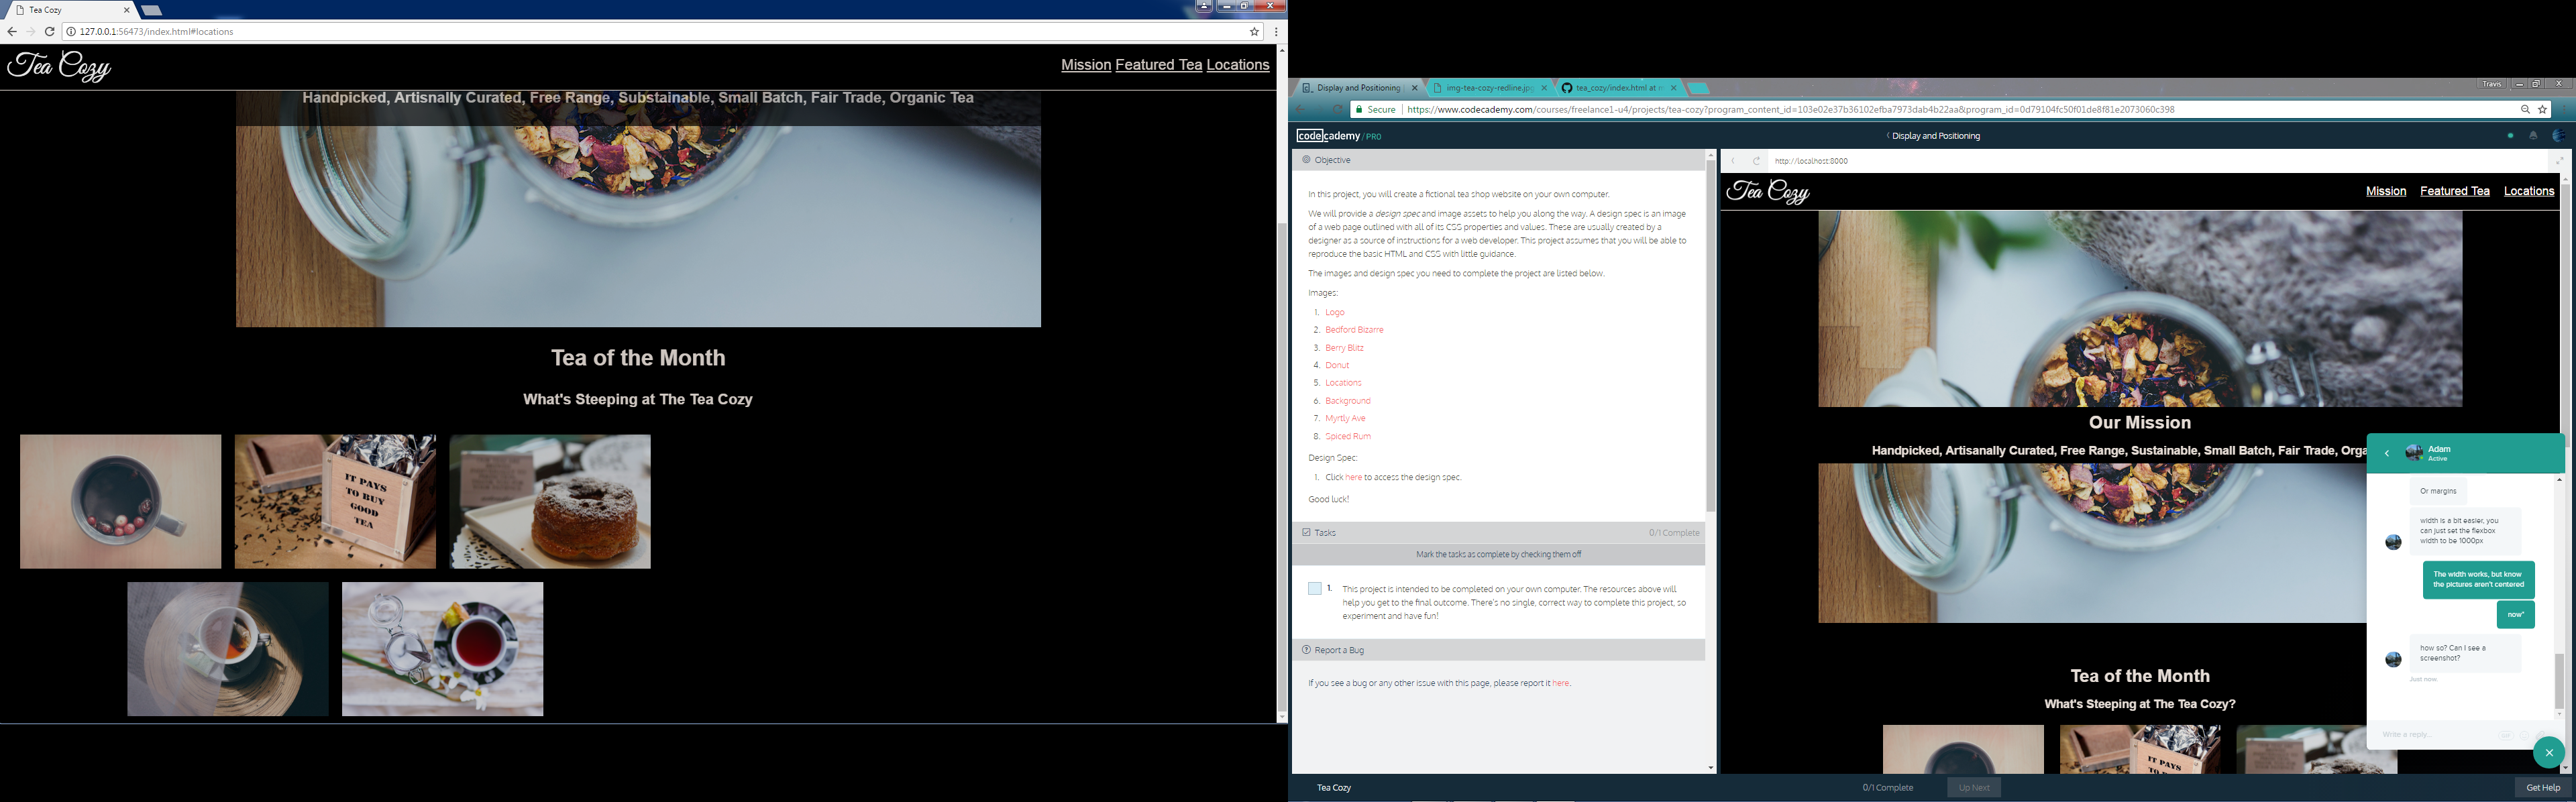 Tea Cozy
127.0.0.1:56473/index.html#locations
Tea Cozy
Mission Featured Tea Locations
Handpicked, Artisnally Curated, Free Range, Substainable, Small Batch, Fair Trade, Organic Tea
Tea of the Month
What's Steeping at The Tea Cozy
IT PAYS
TO BUY
GOOD
TEA
Travis
Display and Positioning
img-tea-cozy-redline.jpg
tea_cozy/index.html at m
Secure
https://www.codecademy.com/courses/freelance1-u4/projects/tea-cozy?program_content_id=103e02e37b36102efba7973dab4b22aa&program_id=0d79104fc50f01de8f81e2073060c398
codecademy / PRO
Display and Positioning
Objective
In this project, you will create a fictional tea shop website on your own computer.
We will provide a design spec and image assets to help you along the way. A design spec is an image
of a web page outlined with all of its CSS properties and values. These are usually created by a
designer as a source of instructions for a web developer. This project assumes that you will be able to
reproduce the basic HTML and CSS with little guidance.
The images and design spec you need to complete the project are listed below.
Images:
1. Logo
2. Bedford Bizarre
3. Berry Blitz
4. Donut
5. Locations
6. Background
7. Myrtly Ave
8. Spiced Rum
Design Spec:
1. Click here to access the design spec.
Good luck!
Tasks
0/1 Complete
Mark the tasks as complete by checking them off
1. This project is intended to be completed on your own computer. The resources above will
help you get to the final outcome. There's no single, correct way to complete this project, so
experiment and have fun!
Report a Bug
If you see a bug or any other issue with this page, please report it here.
http://localhost:8000
Tea Cozy
Mission Featured Tea Locations
Our Mission
Handpicked, Artisanally Curated, Free Range, Sustainable, Small Batch, Fair Trade, Orga
Tea of the Month
What's Steeping at The Tea Cozy?
IT PAYS
Adam
Active
Or margins
width is a bit easier, you
can just set the flexbox
width to be 1000px
The width works, but know
the pictures aren't centered
now*
how so? Can I see a
screenshot?
Just now
Write a reply...
Tea Cozy
0/1 Complete
Up Next
Get Help